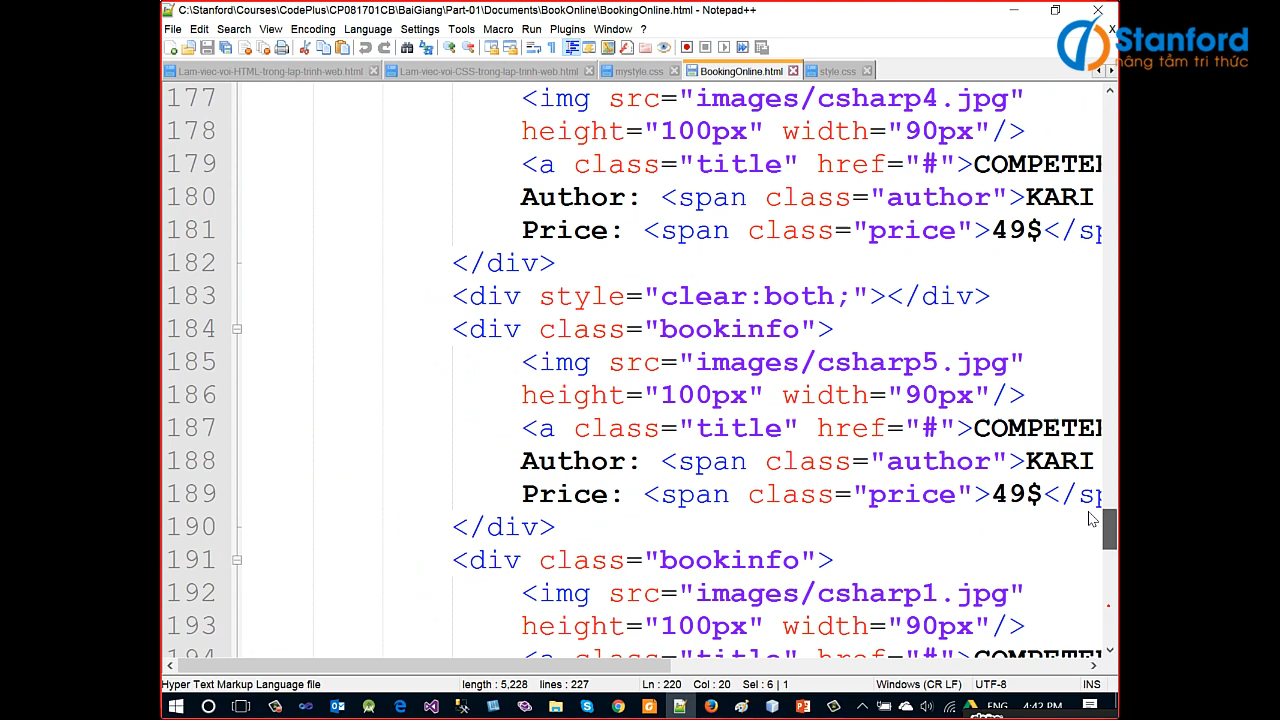 C:\Stanford\Courses\CodePlus\CP081701CB\BaiGiang\Part-01\Documents\BookOnline\BookingOnline.html - Notepad++
Stanford
nâng tầm tri thức
File Edit Search View Encoding Language Settings Tools Macro Run Plugins Window ? X
Lam-viec-voi-HTML-trong-lap-trinh-web.html Lam-viec-voi-CSS-trong-lap-trinh-web.html mystyle.css BookingOnline.html style.css
177 <img src="images/csharp4.jpg"
178 height="100px" width="90px"/>
179 <a class="title" href="#">COMPETE
180 Author: <span class="author">KARI
181 Price: <span class="price">49$</sp
182 </div>
183 <div style="clear:both;"></div>
184 <div class="bookinfo">
185 <img src="images/csharp5.jpg"
186 height="100px" width="90px"/>
187 <a class="title" href="#">COMPETE
188 Author: <span class="author">KARI
189 Price: <span class="price">49$</sp
190 </div>
191 <div class="bookinfo">
192 <img src="images/csharp1.jpg"
193 height="100px" width="90px"/>
194 <a class="title" href="#">COMPETE
Hyper Text Markup Language file length : 5,228 lines : 227 Ln : 220 Col : 20 Sel : 6 | 1 Windows (CR LF) UTF-8 INS
ENG 4:42 PM